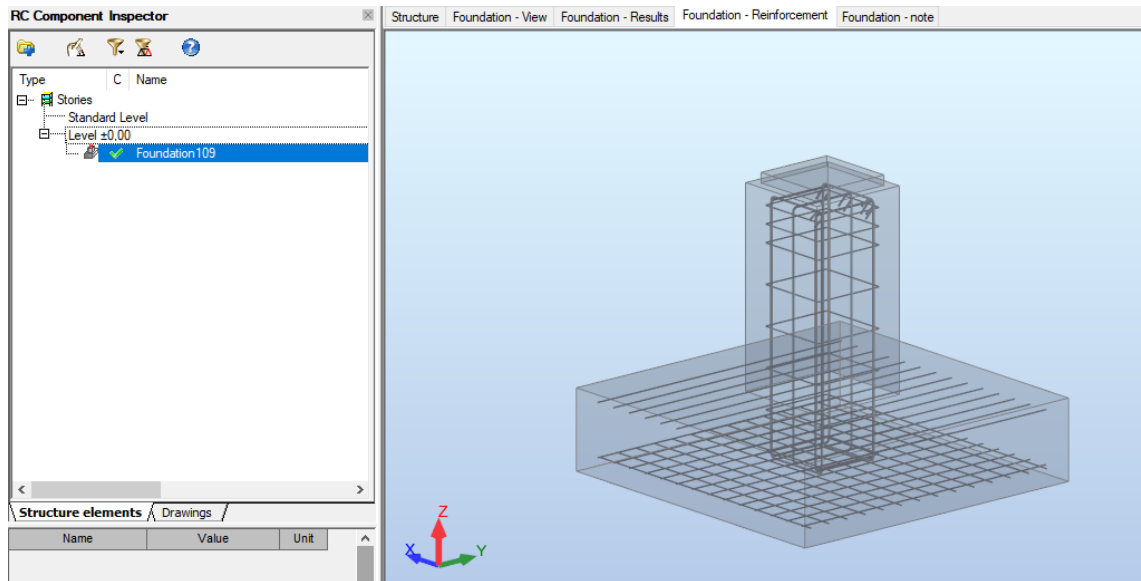 RC Component Inspector
Structure Foundation - View Foundation - Results Foundation - Reinforcement Foundation - note
Type C Name
Stories
Standard Level
Level ±0,00
Foundation109
Structure elements Drawings
Name Value Unit
Z
X Y